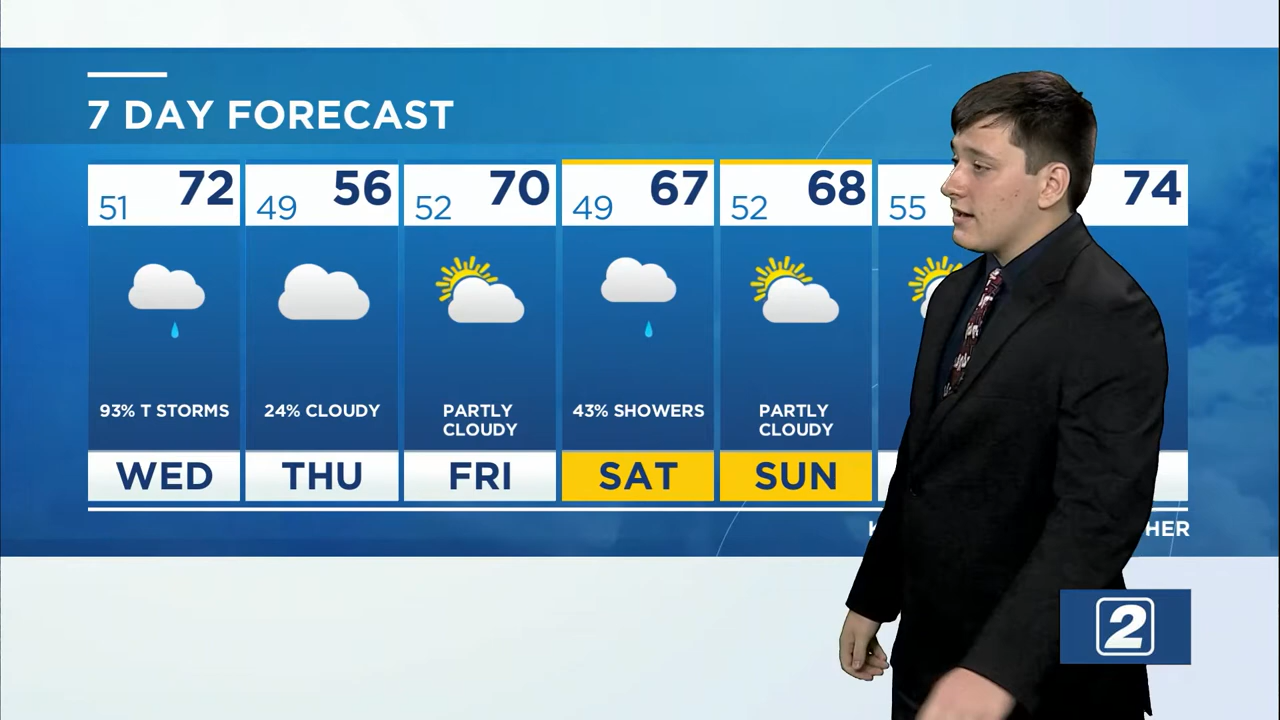 7 DAY FORECAST
51 72
49 56
52 70
49 67
52 68
55
74
93% T STORMS
24% CLOUDY
PARTLY
CLOUDY
43% SHOWERS
PARTLY
CLOUDY
WED
THU
FRI
SAT
SUN
2